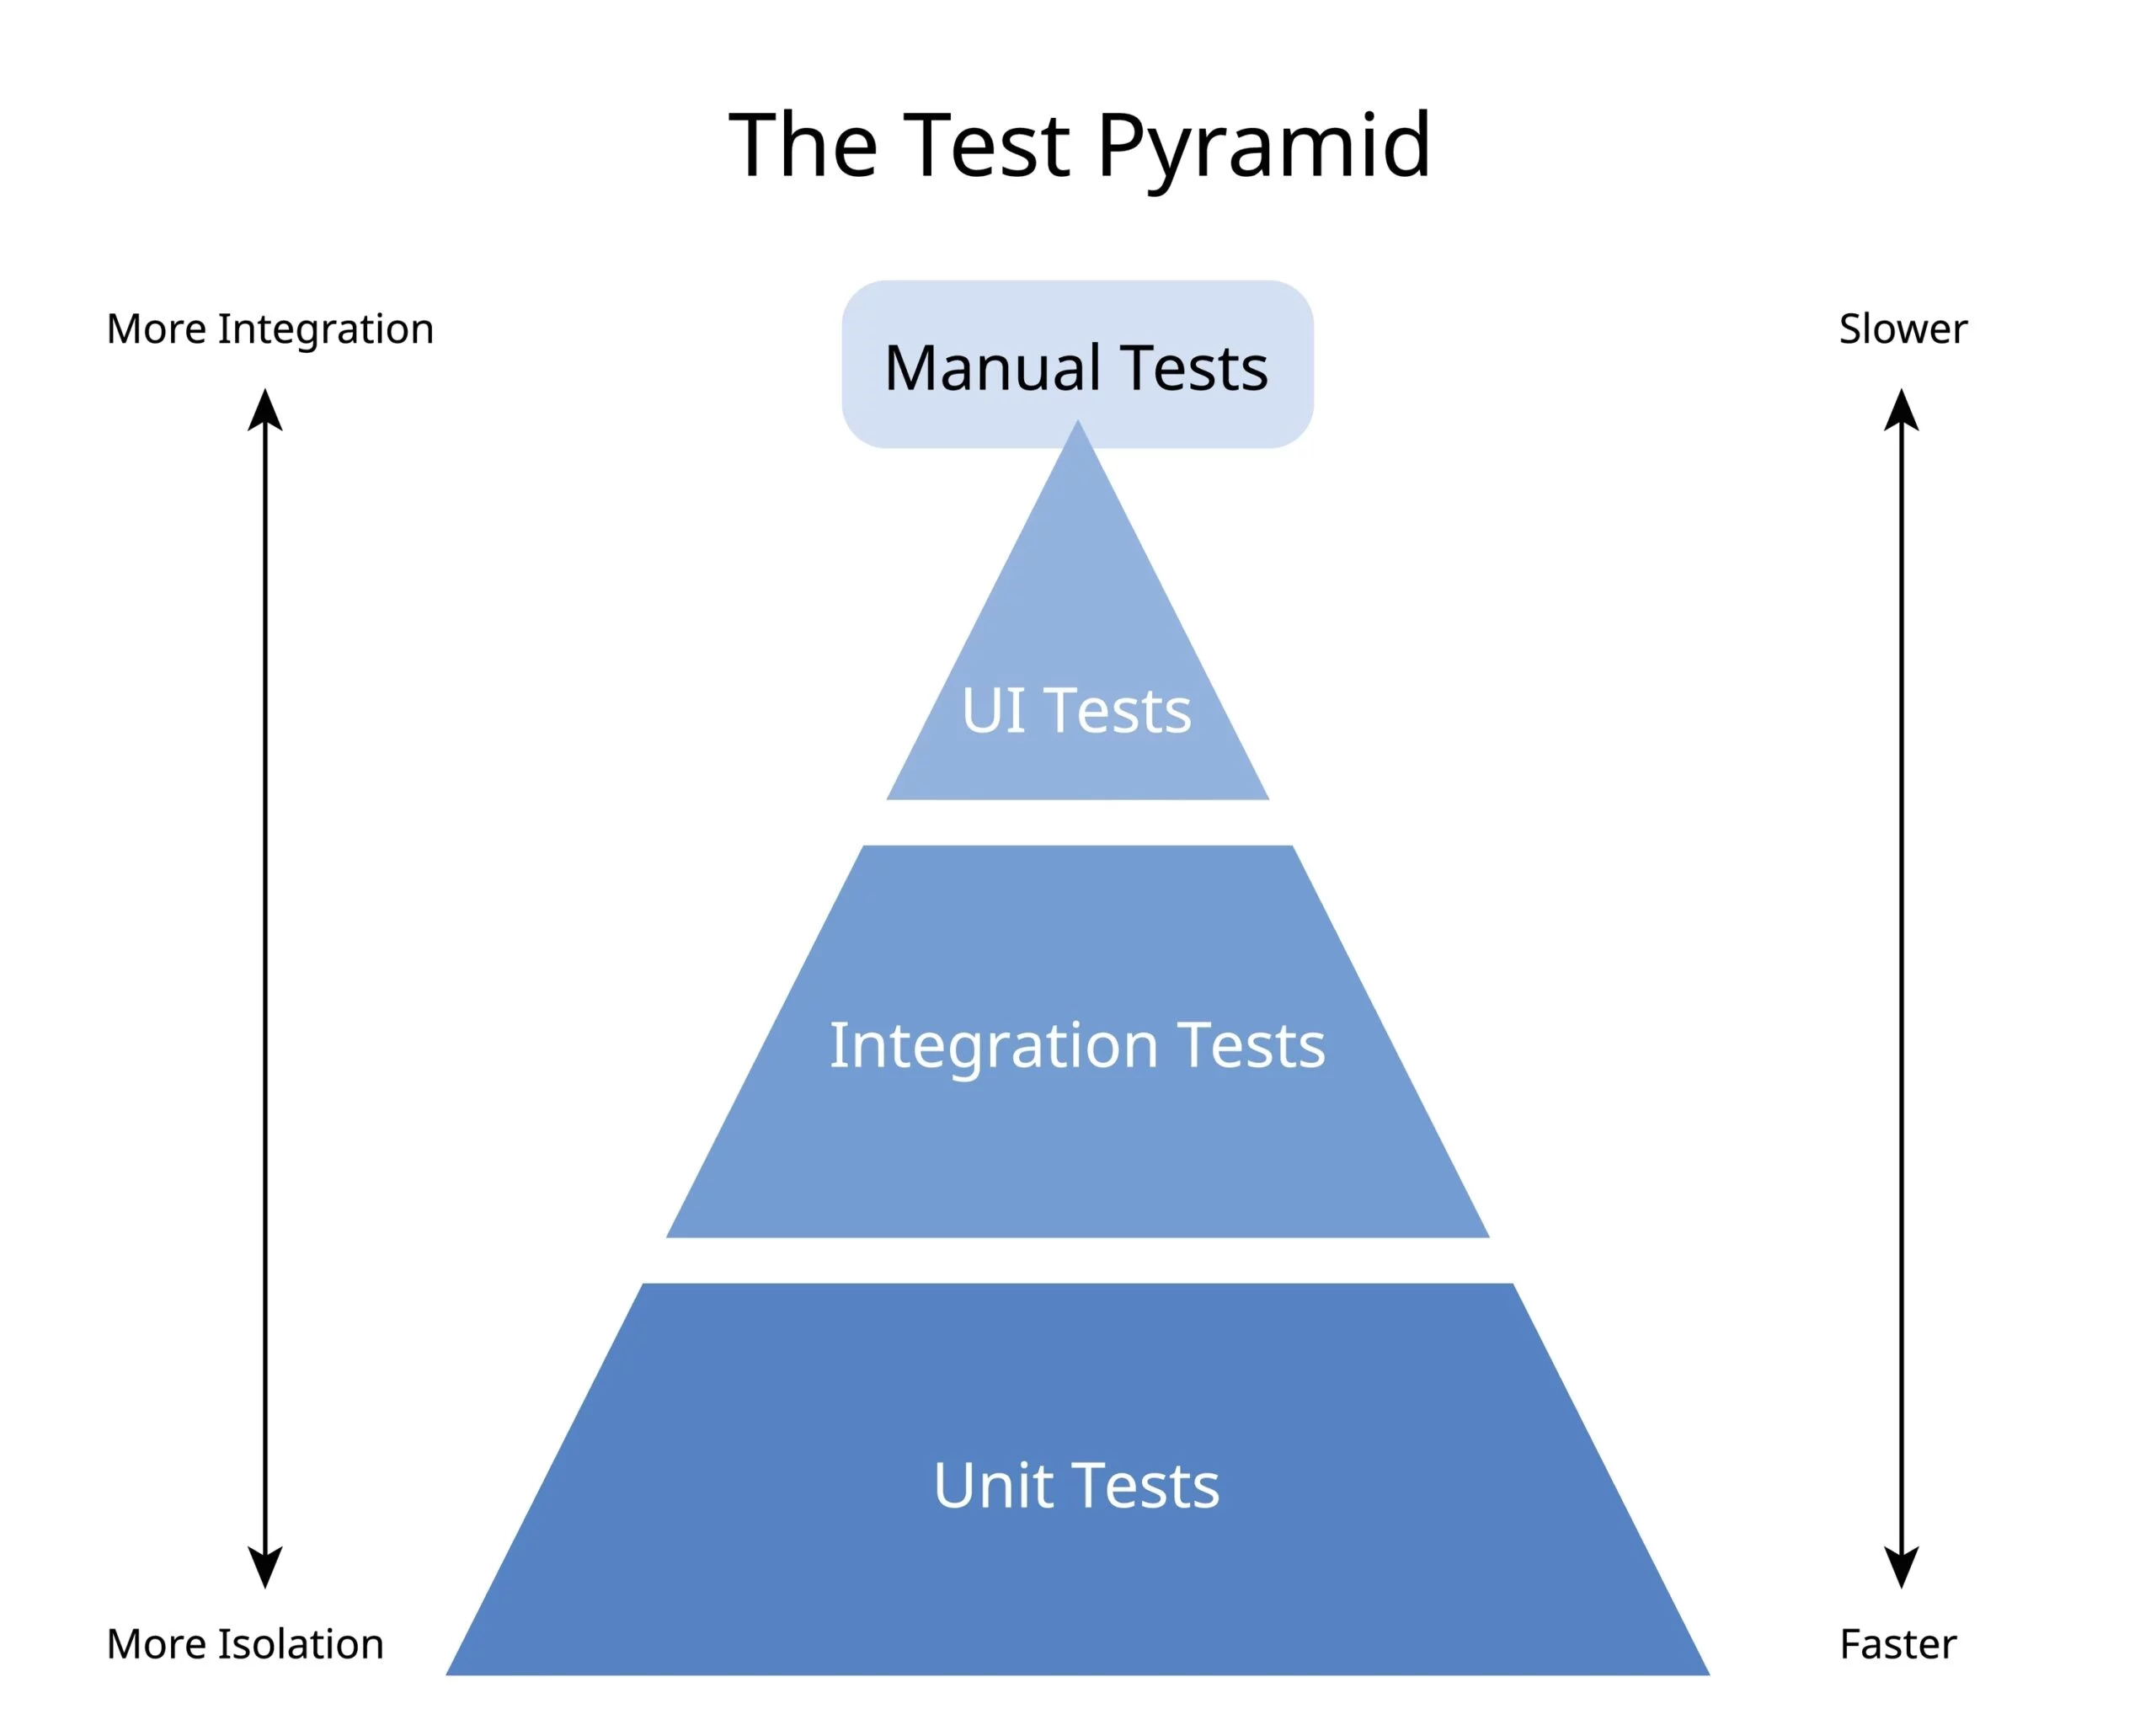 The Test Pyramid
More Integration
Manual Tests
Slower
UI Tests
Integration Tests
Unit Tests
More Isolation
Faster